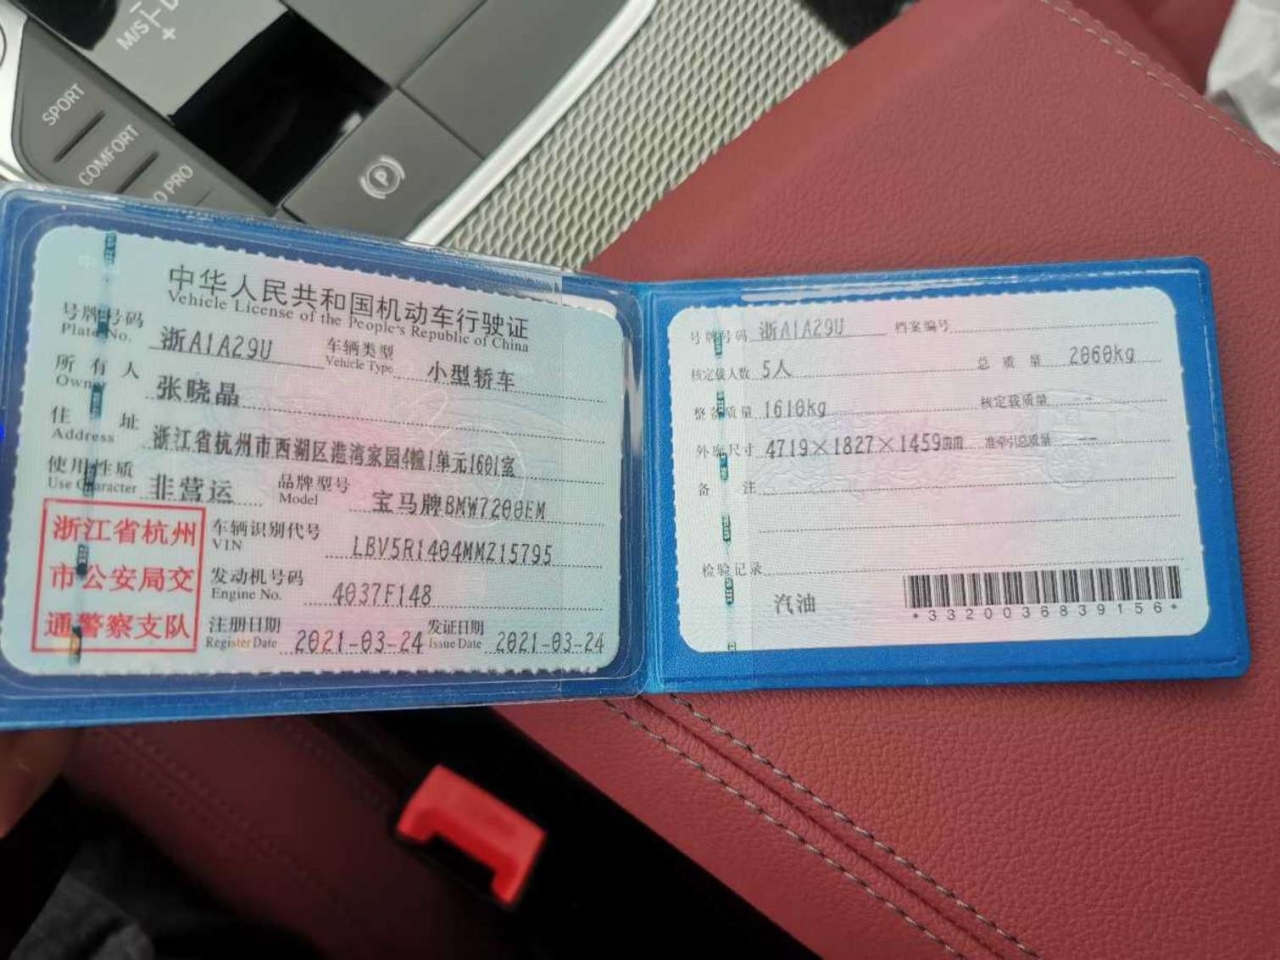 M/S
+
SPORT
COMFORT
O PRO
P
中华人民共和国机动车行驶证
Vehicle License of the People's Republic of China
号牌号码 浙A1A29U 车辆类型 小型轿车
Plate No. Vehicle Type
所有人 张晓晶
Owner
住址 浙江省杭州市西湖区港湾家园4幢1单元1601室
Address
使用性质 非营运 品牌型号 宝马牌BMW7200EM
Use Character Model
浙江省杭州
市公安局交
通警察支队
车辆识别代号 LBV5R1404MMZ15795
VIN
发动机号码 4037F148
Engine No.
注册日期 2021-03-24 发证日期 2021-03-24
Register Date Issue Date
号牌号码 浙A1A29U 档案编号
核定载人数 5人 总质量 2060kg
整备质量 1610kg 核定载质量 --
外廓尺寸 4719×1827×1459mm 准牵引总质量 --
备注
检验记录
汽油
*3320036839156*